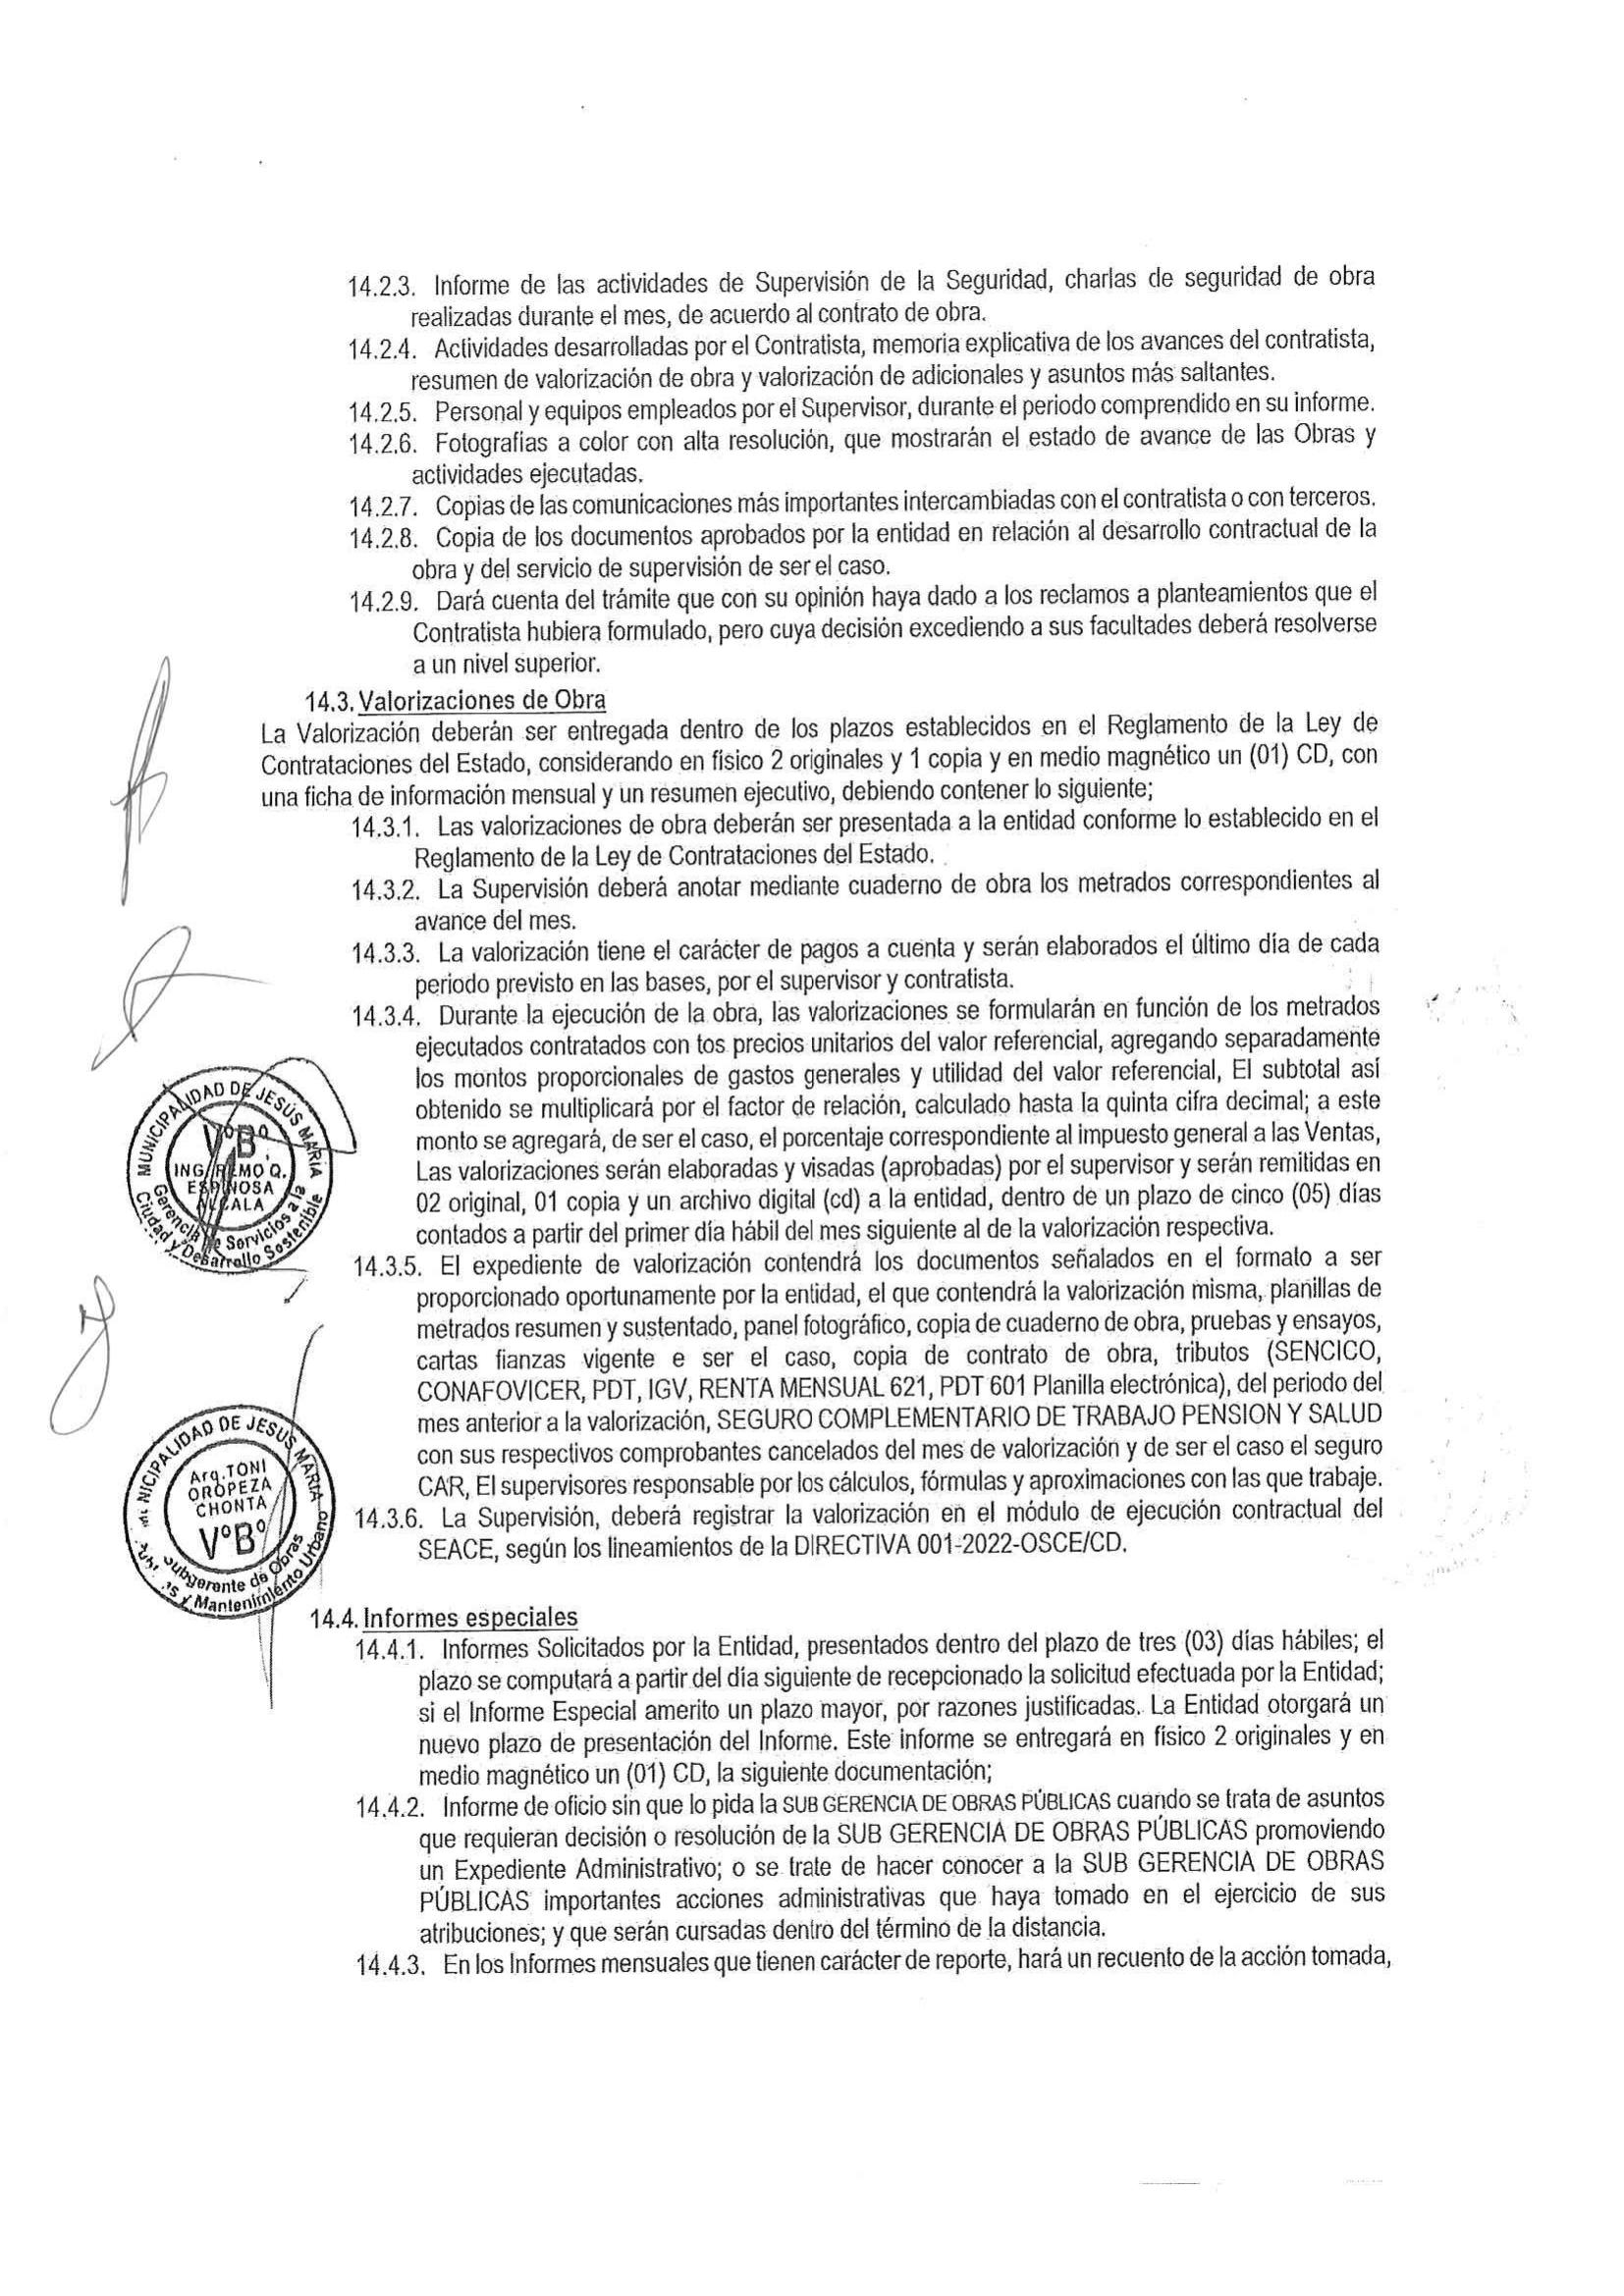 14.2.3. Informe de las actividades de Supervisión de la Seguridad, charlas de seguridad de obra
realizadas durante el mes, de acuerdo al contrato de obra.
14.2.4. Actividades desarrolladas por el Contratista, memoria explicativa de los avances del contratista,
resumen de valorización de obra y valorización de adicionales y asuntos más saltantes.
14.2.5. Personal y equipos empleados por el Supervisor, durante el periodo comprendido en su informe.
14.2.6. Fotografias a color con alta resolución, que mostrarán el estado de avance de las Obras y
actividades ejecutadas.
14.2.7. Copias de las comunicaciones más importantes intercambiadas con el contratista o con terceros.
14.2.8. Copia de los documentos aprobados por la entidad en relación al desarrollo contractual de la
obra y del servicio de supervisión de ser el caso.
14.2.9. Dará cuenta del trámite que con su opinión haya dado a los reclamos a planteamientos que el
Contratista hubiera formulado, pero cuya decisión excediendo a sus facultades deberá resolverse
a un nivel superior.
14.3. Valorizaciones de Obra
La Valorización deberán ser entregada dentro de los plazos establecidos en el Reglamento de la Ley de
Contrataciones del Estado, considerando en físico 2 originales y 1 copia y en medio magnético un (01) CD, con
una ficha de información mensual y un resumen ejecutivo, debiendo contener lo siguiente;
14.3.1. Las valorizaciones de obra deberán ser presentada a la entidad conforme lo establecido en el
Reglamento de la Ley de Contrataciones del Estado.
14.3.2. La Supervisión deberá anotar mediante cuaderno de obra los metrados correspondientes al
avance del mes.
14.3.3. La valorización tiene el carácter de pagos a cuenta y serán elaborados el último día de cada
periodo previsto en las bases, por el supervisor y contratista.
14.3.4. Durante la ejecución de la obra, las valorizaciones se formularán en función de los metrados
ejecutados contratados con tos precios unitarios del valor referencial, agregando separadamente
los montos proporcionales de gastos generales y utilidad del valor referencial, El subtotal así
obtenido se multiplicará por el factor de relación, calculado hasta la quinta cifra decimal; a este
monto se agregará, de ser el caso, el porcentaje correspondiente al impuesto general a las Ventas,
Las valorizaciones serán elaboradas y visadas (aprobadas) por el supervisor y serán remitidas en
02 original, 01 copia y un archivo digital (cd) a la entidad, dentro de un plazo de cinco (05) días
contados a partir del primer día hábil del mes siguiente al de la valorización respectiva.
14.3.5. El expediente de valorización contendrá los documentos señalados en el formato a ser
proporcionado oportunamente por la entidad, el que contendrá la valorización misma, planillas de
metrados resumen y sustentado, panel fotográfico, copia de cuaderno de obra, pruebas y ensayos,
cartas fianzas vigente e ser el caso, copia de contrato de obra, tributos (SENCICO,
CONAFOVICER, PDT, IGV, RENTA MENSUAL 621, PDT 601 Planilla electrónica), del periodo del
mes anterior a la valorización, SEGURO COMPLEMENTARIO DE TRABAJO PENSION Y SALUD
con sus respectivos comprobantes cancelados del mes de valorización y de ser el caso el seguro
CAR, El supervisores responsable por los cálculos, fórmulas y aproximaciones con las que trabaje.
14.3.6. La Supervisión, deberá registrar la valorización en el módulo de ejecución contractual del
SEACE, según los lineamientos de la DIRECTIVA 001-2022-OSCE/CD.
14.4. Informes especiales
14.4.1. Informes Solicitados por la Entidad, presentados dentro del plazo de tres (03) días hábiles; el
plazo se computará a partir del día siguiente de recepcionado la solicitud efectuada por la Entidad;
si el Informe Especial amerito un plazo mayor, por razones justificadas. La Entidad otorgará un
nuevo plazo de presentación del Informe. Este informe se entregará en físico 2 originales y en
medio magnético un (01) CD, la siguiente documentación;
14.4.2. Informe de oficio sin que lo pida la SUB GERENCIA DE OBRAS PÚBLICAS cuando se trata de asuntos
que requieran decisión o resolución de la SUB GERENCIA DE OBRAS PÚBLICAS promoviendo
un Expediente Administrativo; o se trate de hacer conocer a la SUB GERENCIA DE OBRAS
PÚBLICAS importantes acciones administrativas que haya tomado en el ejercicio de sus
atribuciones; y que serán cursadas dentro del término de la distancia.
14.4.3. En los Informes mensuales que tienen carácter de reporte, hará un recuento de la acción tomada,
MUNICIPALIDAD DE JESÚS MARIA
V°B°
ING. REMO Q.
ESPINOSA
ALCALA
Gerencia de Servicios a la
Ciudad y Desarrollo Sostenible
NICIPALIDAD DE JESUS MARIA
Arq. TONI
OROPEZA
CHONTA
V°B°
Subgerente de Obras
y Mantenimiento Urbano